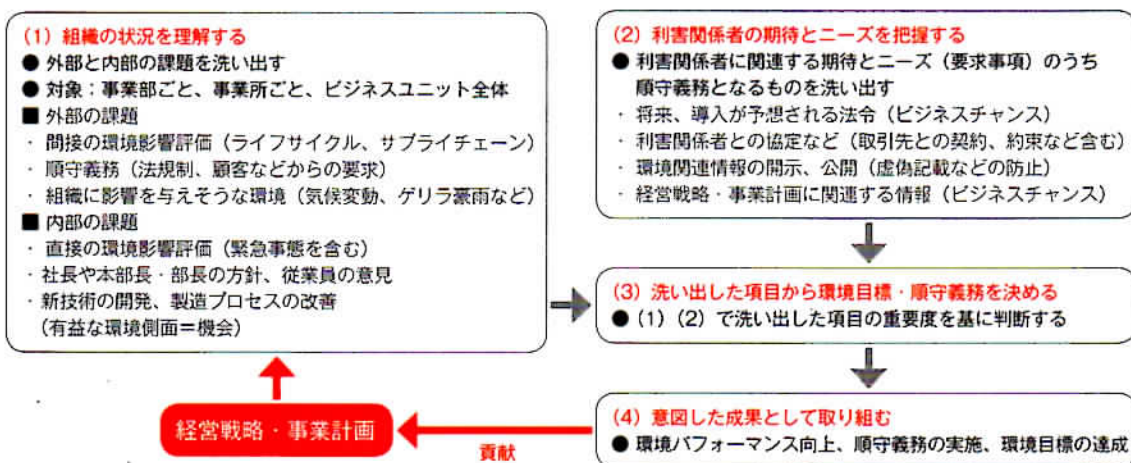 (1) 組織の状況を理解する
● 外部と内部の課題を洗い出す
● 対象：事業部ごと、事業所ごと、ビジネスユニット全体
■ 外部の課題
・ 間接の環境影響評価（ライフサイクル、サプライチェーン）
・ 順守義務（法規制、顧客などからの要求）
・ 組織に影響を与えそうな環境（気候変動、ゲリラ豪雨など）
■ 内部の課題
・ 直接の環境影響評価（緊急事態を含む）
・ 社長や本部長・部長の方針、従業員の意見
・ 新技術の開発、製造プロセスの改善
（有益な環境側面＝機会）
(2) 利害関係者の期待とニーズを把握する
● 利害関係者に関連する期待とニーズ（要求事項）のうち
順守義務となるものを洗い出す
・ 将来、導入が予想される法令（ビジネスチャンス）
・ 利害関係者との協定など（取引先との契約、約束など含む）
・ 環境関連情報の開示、公開（虚偽記載などの防止）
・ 経営戦略・事業計画に関連する情報（ビジネスチャンス）
(3) 洗い出した項目から環境目標・順守義務を決める
● (1) (2) で洗い出した項目の重要度を基に判断する
(4) 意図した成果として取り組む
● 環境パフォーマンス向上、順守義務の実施、環境目標の達成
貢献
経営戦略・事業計画